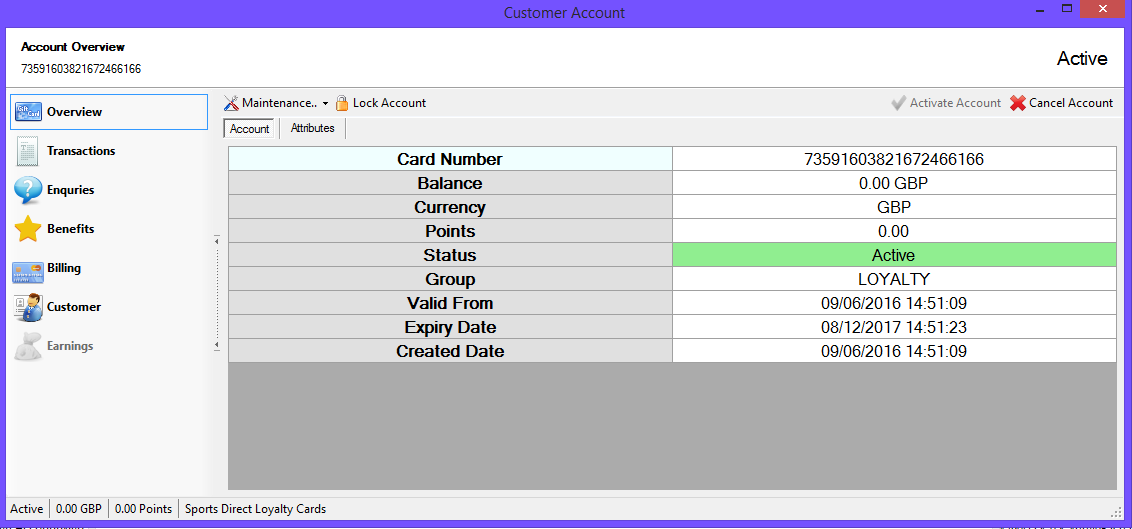 Customer Account
Account Overview
73591603821672466166
Active
Overview
Transactions
Enquries
Benefits
Billing
Customer
Earnings
Maintenance.. Lock Account Activate Account Cancel Account
Account Attributes
Card Number 73591603821672466166
Balance 0.00 GBP
Currency GBP
Points 0.00
Status Active
Group LOYALTY
Valid From 09/06/2016 14:51:09
Expiry Date 08/12/2017 14:51:23
Created Date 09/06/2016 14:51:09
Active 0.00 GBP 0.00 Points Sports Direct Loyalty Cards